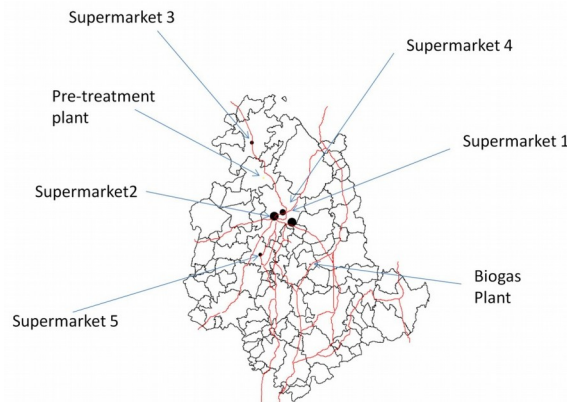 Supermarket 3
Supermarket 4
Pre-treatment
plant
Supermarket 1
Supermarket2
Biogas
Plant
Supermarket 5